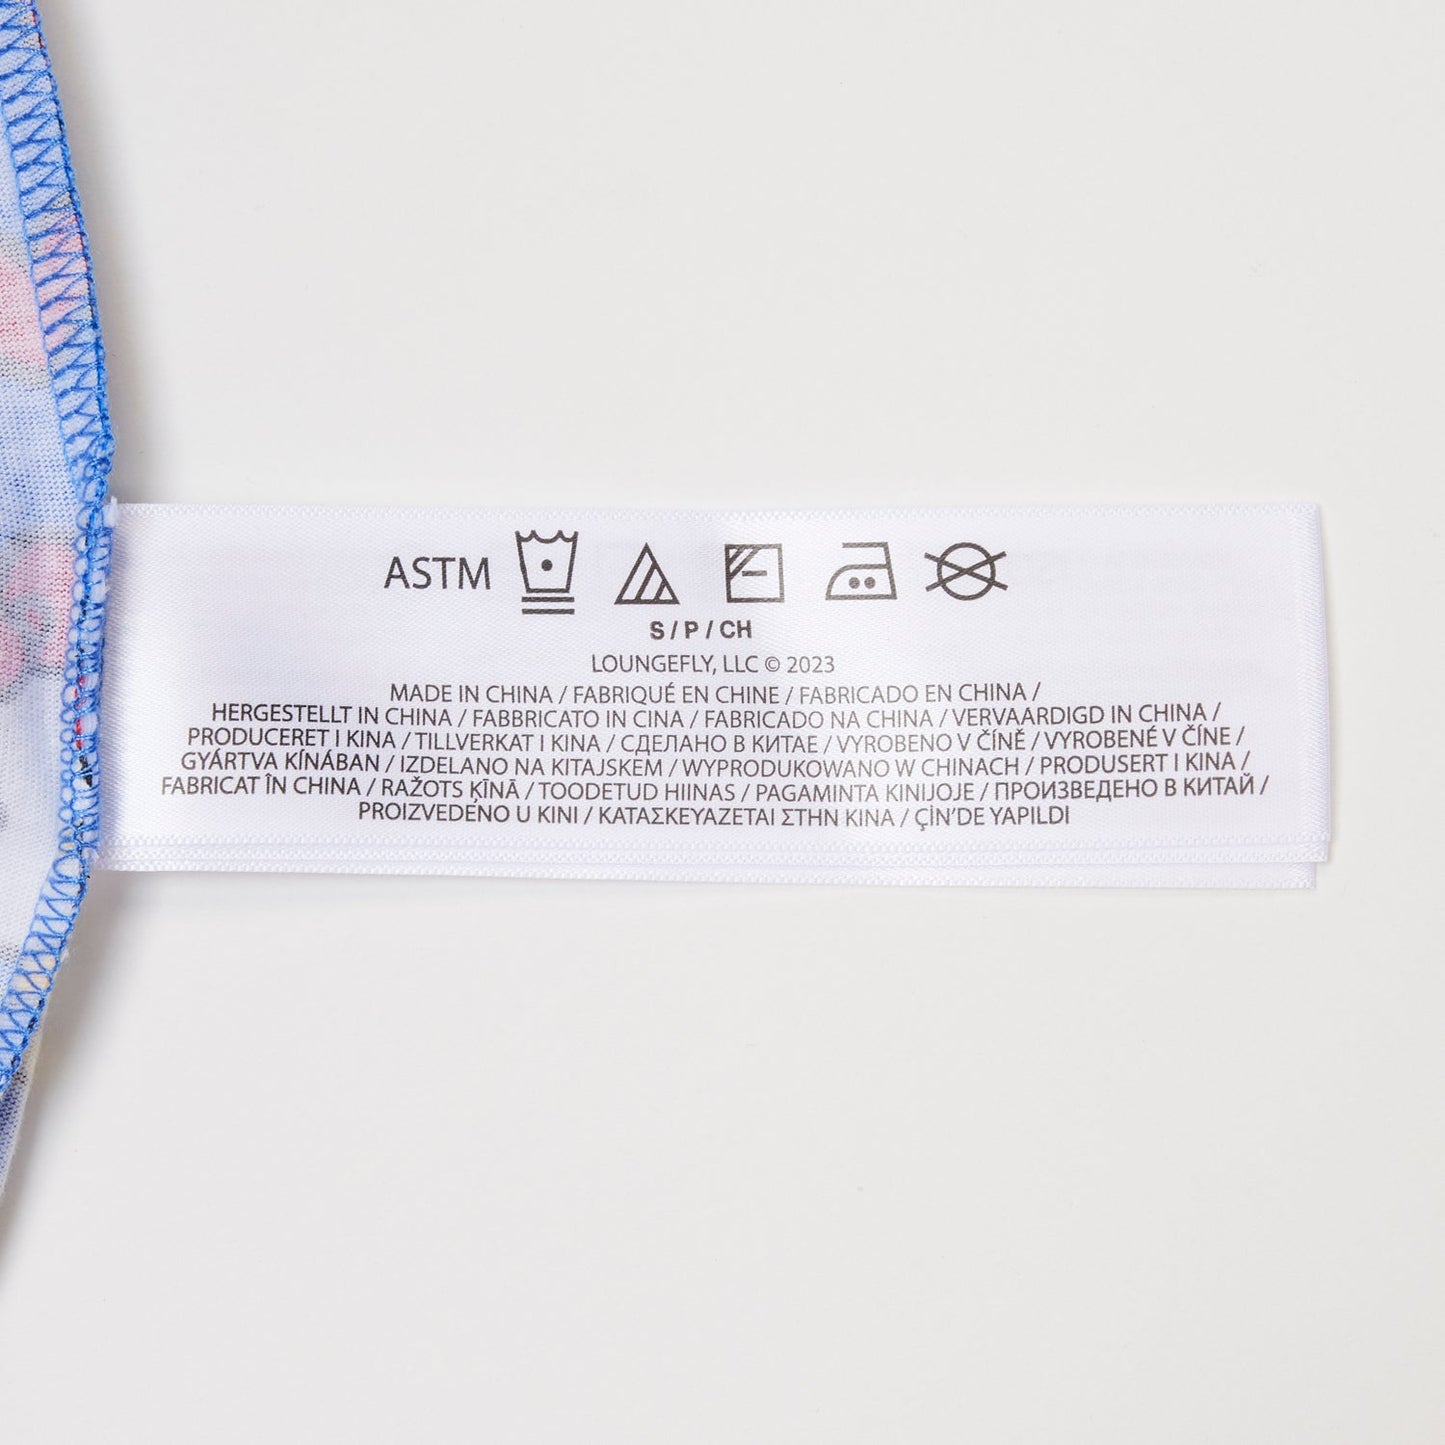 ASTM
S / P / CH
LOUNGEFLY, LLC © 2023
MADE IN CHINA / FABRIQUÉ EN CHINE / FABRICADO EN CHINA /
HERGESTELLT IN CHINA / FABBRICATO IN CINA / FABRICADO NA CHINA / VERVAARDIGD IN CHINA /
PRODUCERET I KINA / TILLVERKAT I KINA / СДЕЛАНО В КИТАЕ / VYROBENO V ČÍNĚ / VYROBENÉ V ČÍNE /
GYÁRTVA KÍNÁBAN / IZDELANO NA KITAJSKEM / WYPRODUKOWANO W CHINACH / PRODUSERT I KINA /
FABRICAT ÎN CHINA / RAŽOTS ĶĪNĀ / TOODETUD HIINAS / PAGAMINTA KINIJOJE / ПРОИЗВЕДЕНО В КИТАЙ /
PROIZVEDENO U KINI / ΚΑΤΑΣΚΕΥΑΖΕΤΑΙ ΣΤΗΝ ΚΙΝΑ / ÇİN'DE YAPILDI